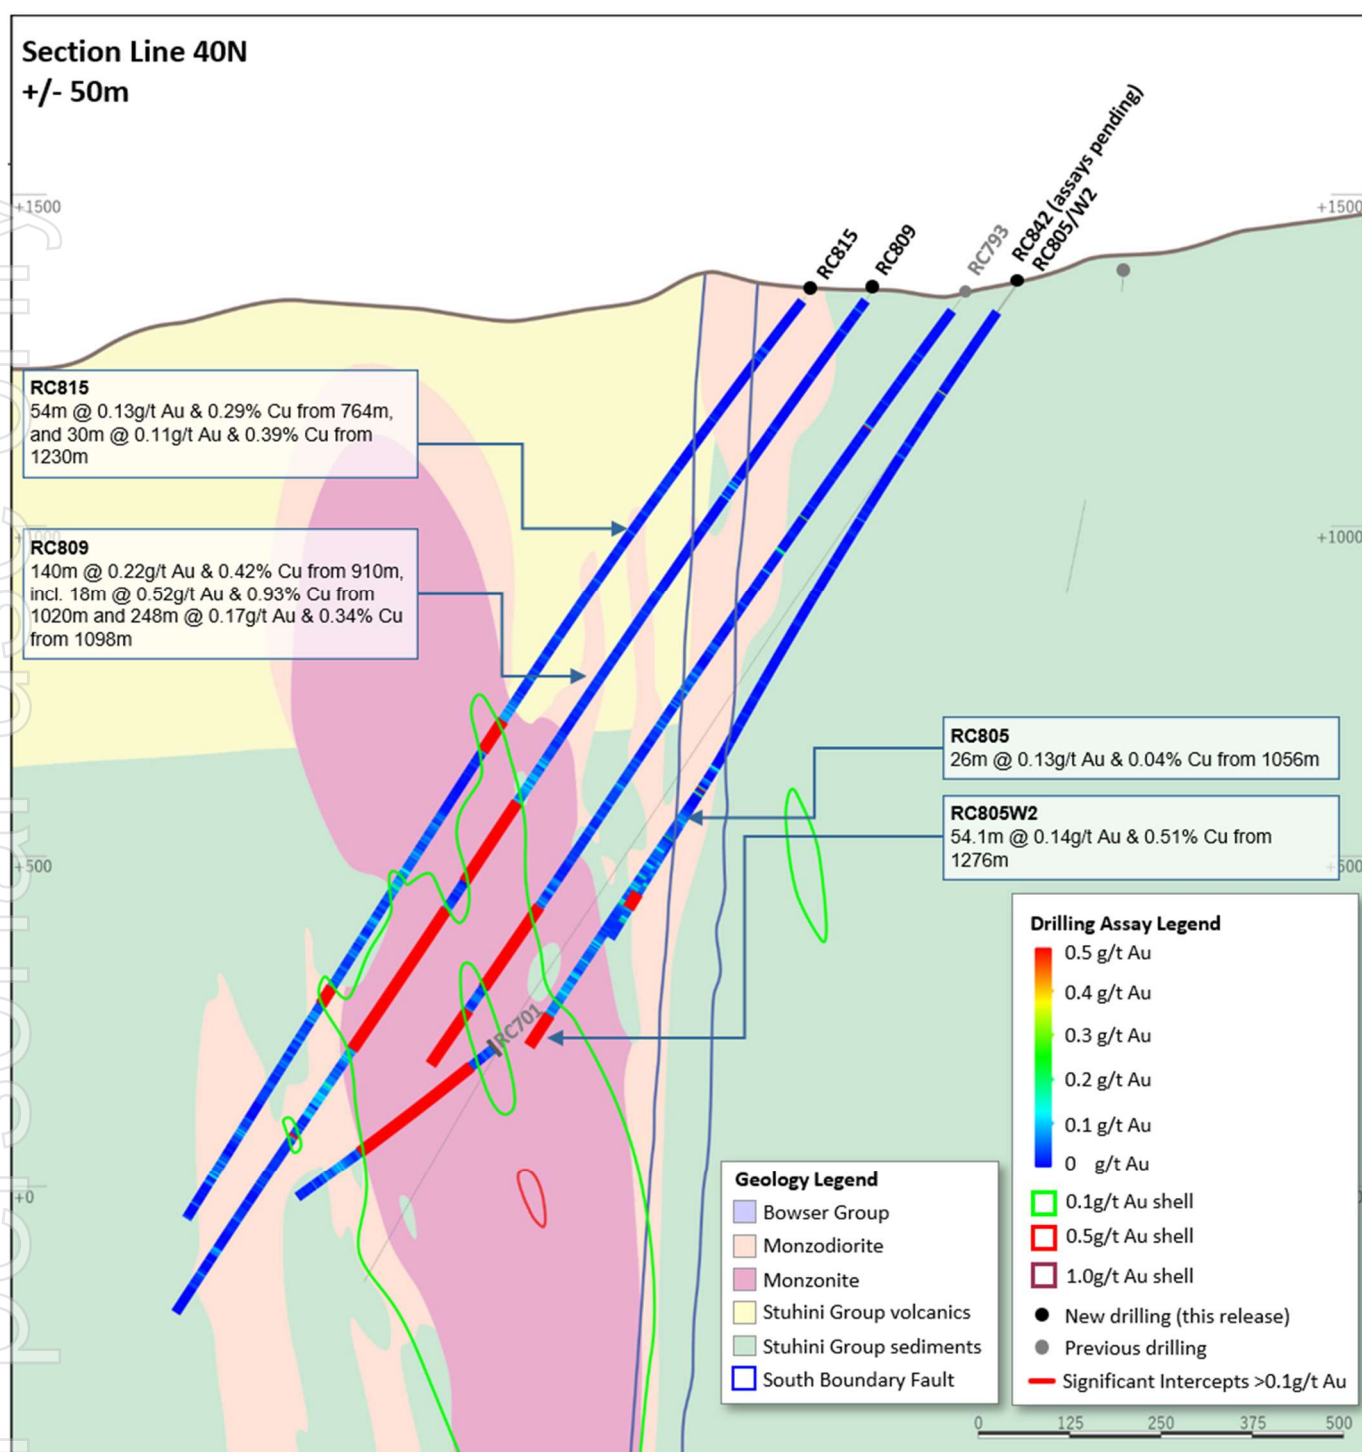 Section Line 40N
+/- 50m
RC815
RC809
RC793
RC842 (assays pending)
RC805/W2
+1500
+1500
RC815
54m @ 0.13g/t Au & 0.29% Cu from 764m,
and 30m @ 0.11g/t Au & 0.39% Cu from
1230m
+1000
+1000
RC809
140m @ 0.22g/t Au & 0.42% Cu from 910m,
incl. 18m @ 0.52g/t Au & 0.93% Cu from
1020m and 248m @ 0.17g/t Au & 0.34% Cu
from 1098m
RC805
26m @ 0.13g/t Au & 0.04% Cu from 1056m
RC805W2
54.1m @ 0.14g/t Au & 0.51% Cu from
1276m
+500
+500
RC701
+0
Drilling Assay Legend
0.5 g/t Au
0.4 g/t Au
0.3 g/t Au
0.2 g/t Au
0.1 g/t Au
0 g/t Au
0.1g/t Au shell
0.5g/t Au shell
1.0g/t Au shell
New drilling (this release)
Previous drilling
Significant Intercepts >0.1g/t Au
Geology Legend
Bowser Group
Monzodiorite
Monzonite
Stuhini Group volcanics
Stuhini Group sediments
South Boundary Fault
0 125 250 375 500